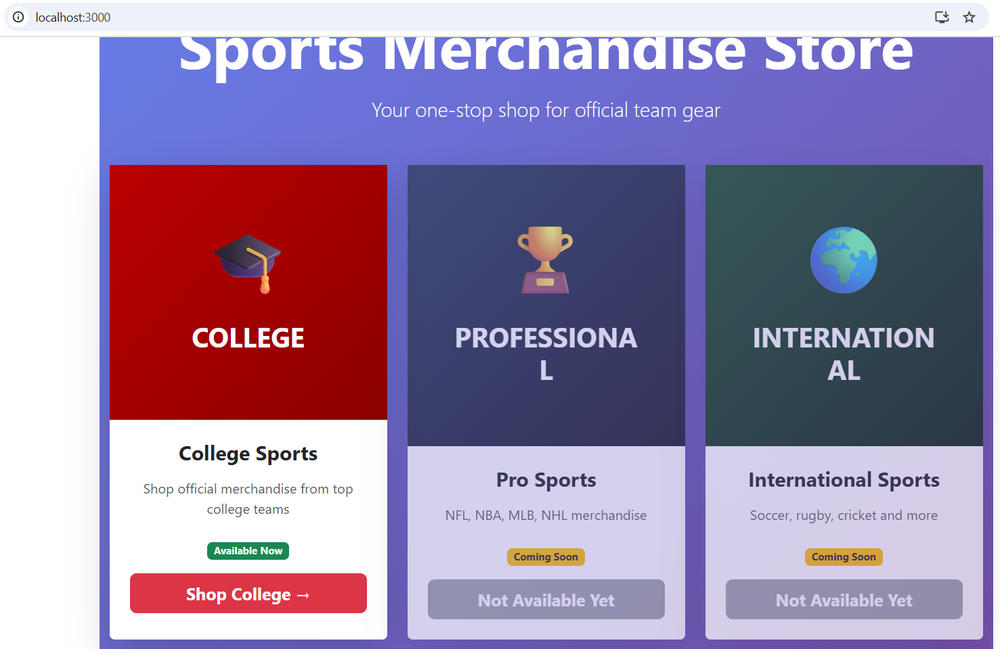 localhost:3000
Sports Merchandise Store
Your one-stop shop for official team gear
COLLEGE
College Sports
Shop official merchandise from top
college teams
Available Now
Shop College →
PROFESSIONA
L
Pro Sports
NFL, NBA, MLB, NHL merchandise
Coming Soon
Not Available Yet
INTERNATION
AL
International Sports
Soccer, rugby, cricket and more
Coming Soon
Not Available Yet